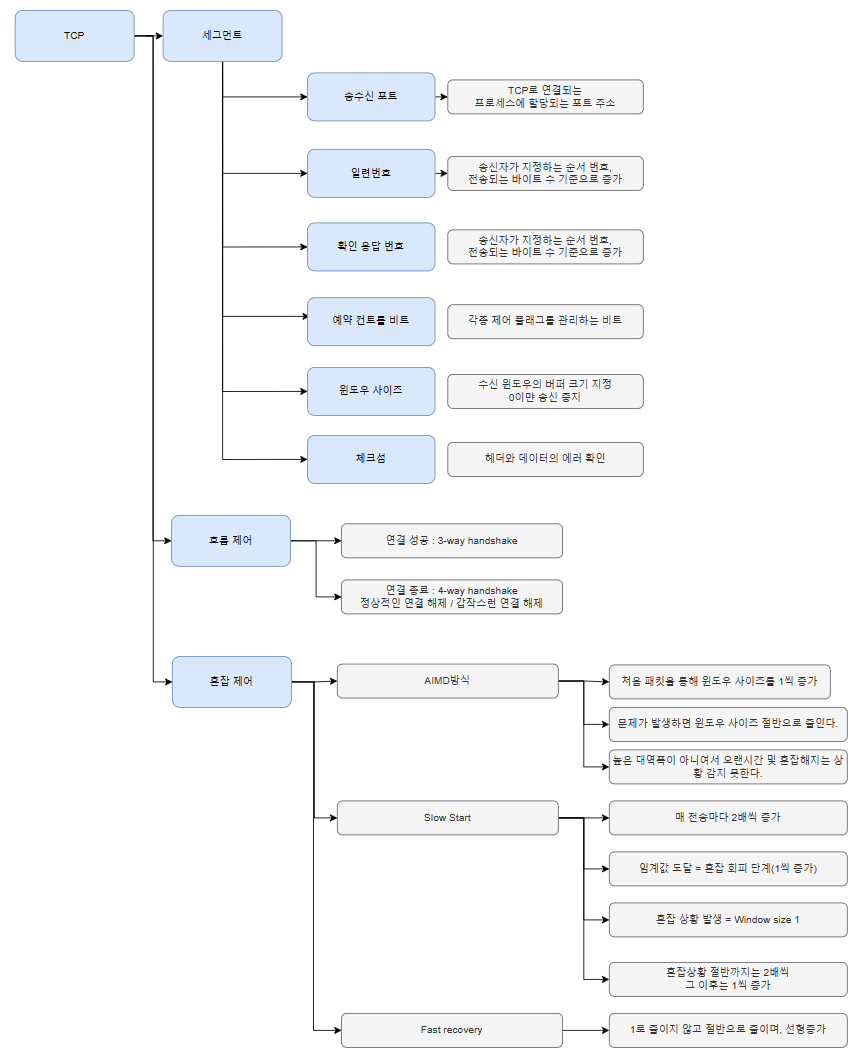 TCP
세그먼트
송수신 포트
TCP로 연결되는
프로세스에 할당되는 포트 주소
일련번호
송신자가 지정하는 순서 번호,
전송되는 바이트 수 기준으로 증가
확인 응답 번호
송신자가 지정하는 순서 번호,
전송되는 바이트 수 기준으로 증가
예약 컨트롤 비트
각종 제어 플래그를 관리하는 비트
윈도우 사이즈
수신 윈도우의 버퍼 크기 지정
0이먄 송신 중지
체크섬
헤더와 데이터의 에러 확인
흐름 제어
연결 성공 : 3-way handshake
연결 종료 : 4-way handshake
정상적인 연결 해제 / 갑작스런 연결 해제
혼잡 제어
AIMD방식
처음 패킷을 통해 윈도우 사이즈를 1씩 증가
문제가 발생하면 윈도우 사이즈 절반으로 줄인다.
높은 대역폭이 아니여서 오랜시간 및 혼잡해지는 상
황 감지 못한다.
Slow Start
매 전송마다 2배씩 증가
임계값 도달 = 혼잡 회피 단계(1씩 증가)
혼잡 상황 발생 = Window size 1
혼잡상황 절반까지는 2배씩
그 이후는 1씩 증가
Fast recovery
1로 줄이지 않고 절반으로 줄이며, 선형증가